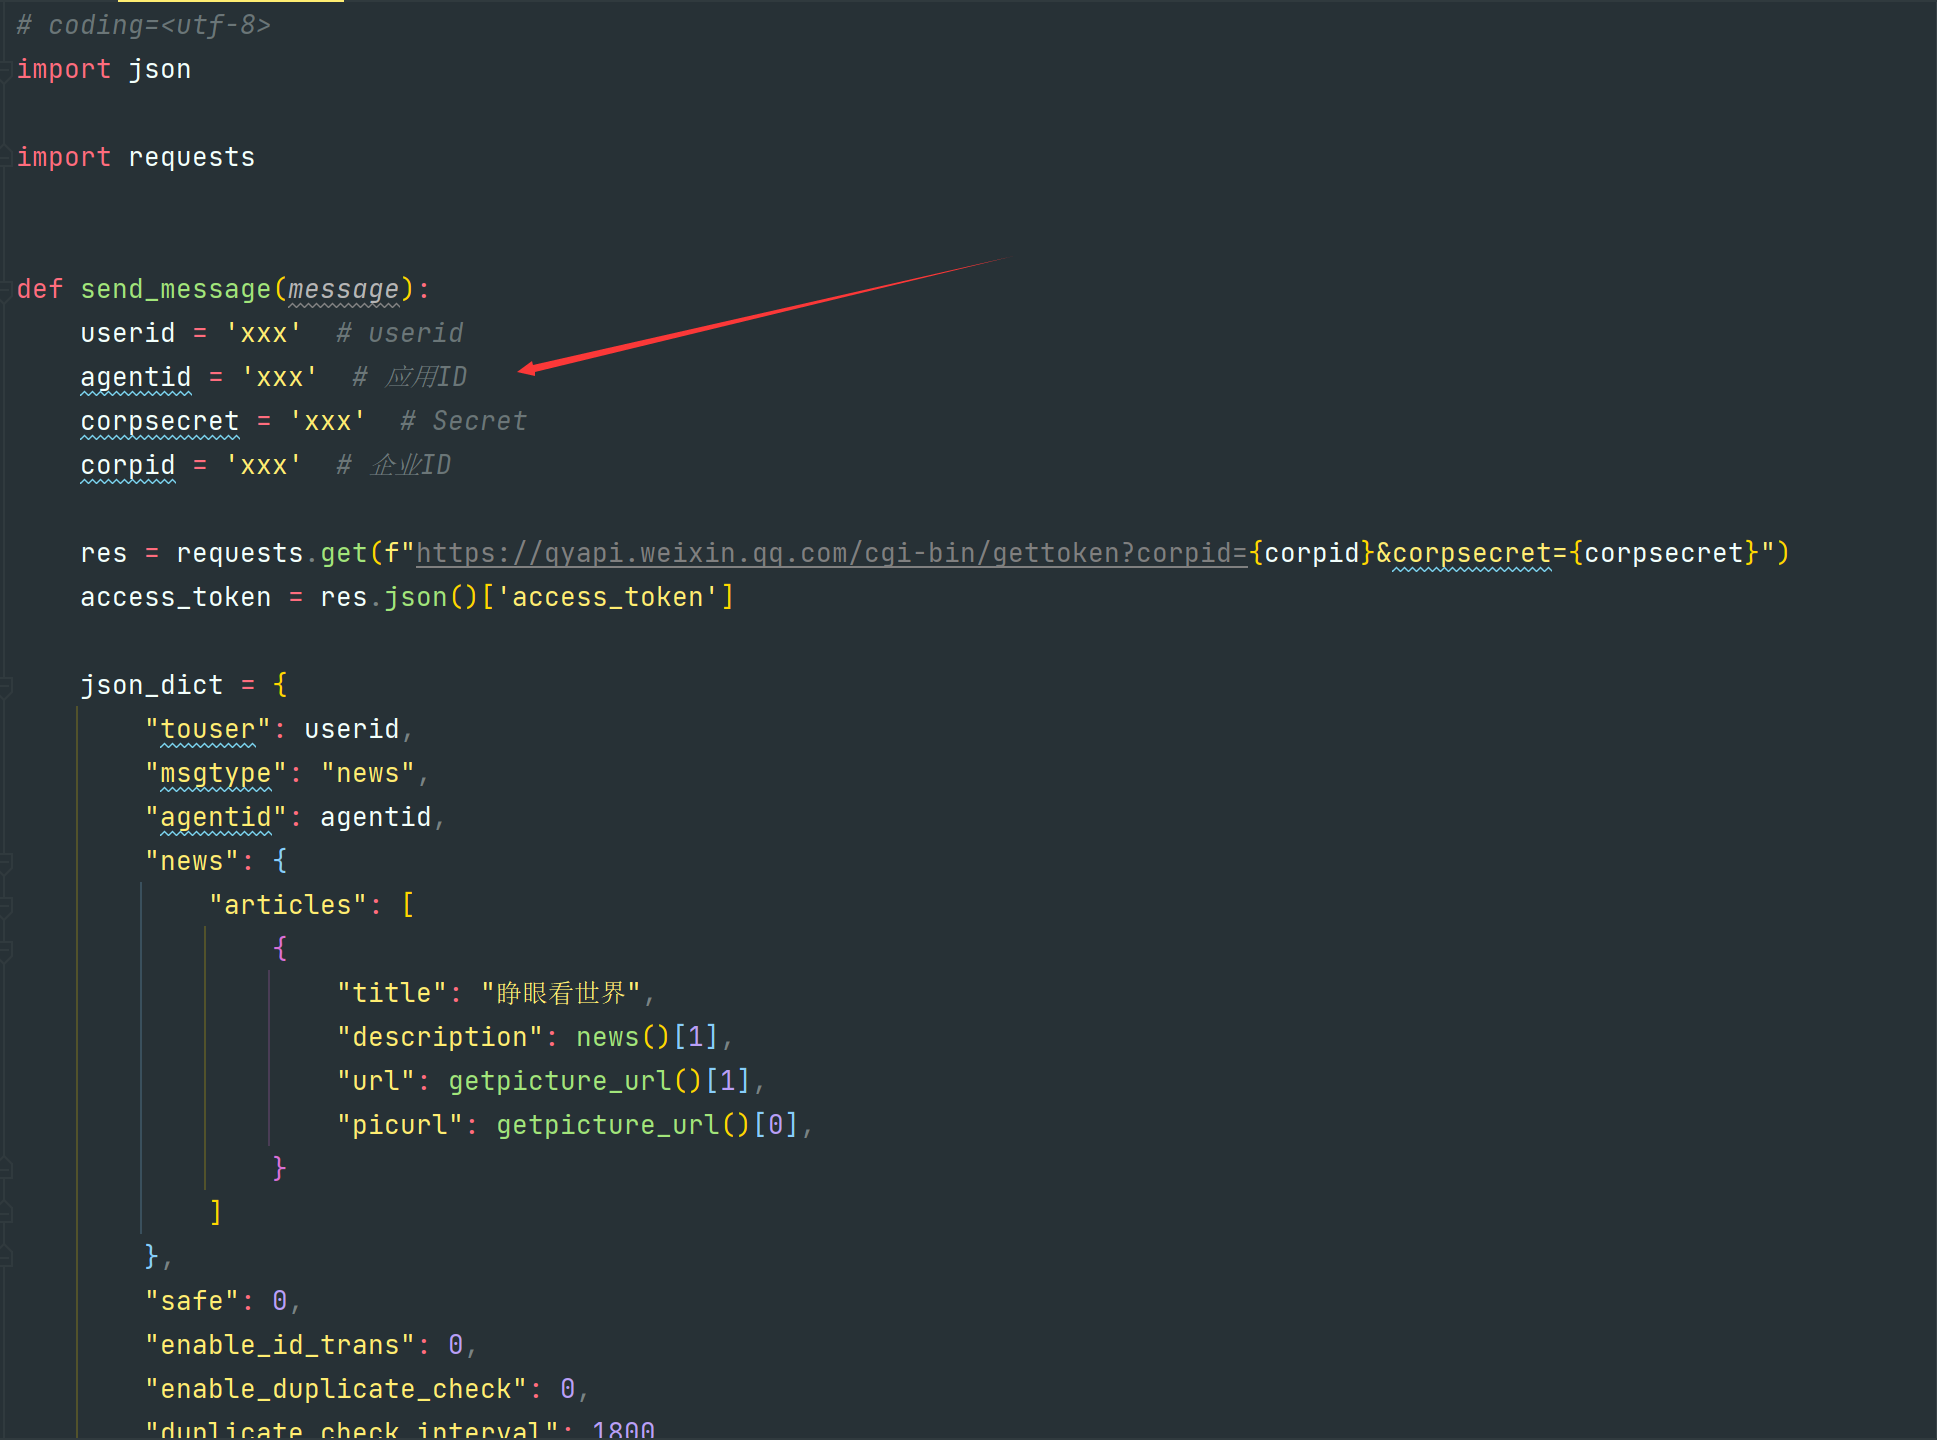 # coding=<utf-8>
import json
import requests
def send_message(message):
userid = 'xxx'  # userid
agentid = 'xxx'  # 应用ID
corpsecret = 'xxx'  # Secret
corpid = 'xxx'  # 企业ID
res = requests.get(f"https://qyapi.weixin.qq.com/cgi-bin/gettoken?corpid={corpid}&corpsecret={corpsecret}")
access_token = res.json()['access_token']
json_dict = {
"touser": userid,
"msgtype": "news",
"agentid": agentid,
"news": {
"articles": [
{
"title": "睁眼看世界",
"description": news()[1],
"url": getpicture_url()[1],
"picurl": getpicture_url()[0],
}
]
},
"safe": 0,
"enable_id_trans": 0,
"enable_duplicate_check": 0,
"duplicate_check_interval": 1800